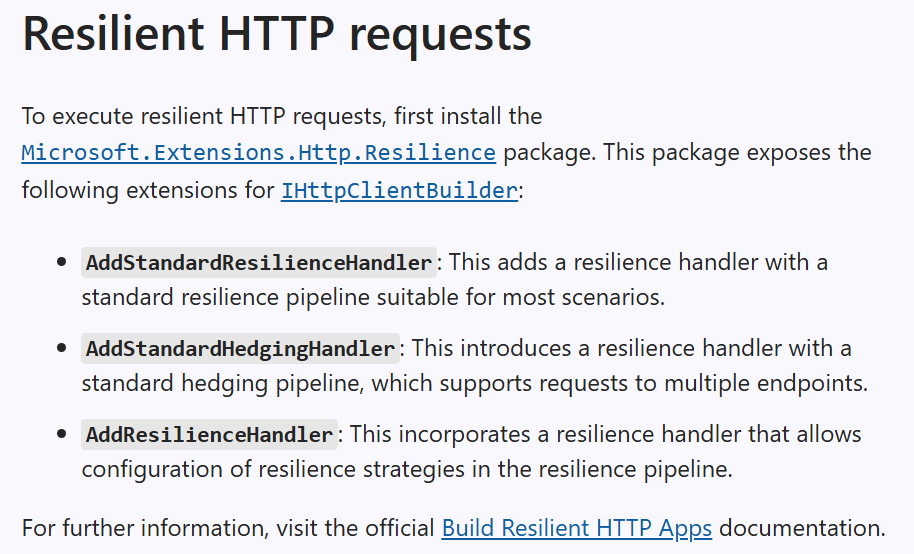 Resilient HTTP requests
To execute resilient HTTP requests, first install the
Microsoft.Extensions.Http.Resilience package. This package exposes the
following extensions for IHttpClientBuilder:
• AddStandardResilienceHandler: This adds a resilience handler with a
standard resilience pipeline suitable for most scenarios.
• AddStandardHedgingHandler: This introduces a resilience handler with a
standard hedging pipeline, which supports requests to multiple endpoints.
• AddResilienceHandler: This incorporates a resilience handler that allows
configuration of resilience strategies in the resilience pipeline.
For further information, visit the official Build Resilient HTTP Apps documentation.